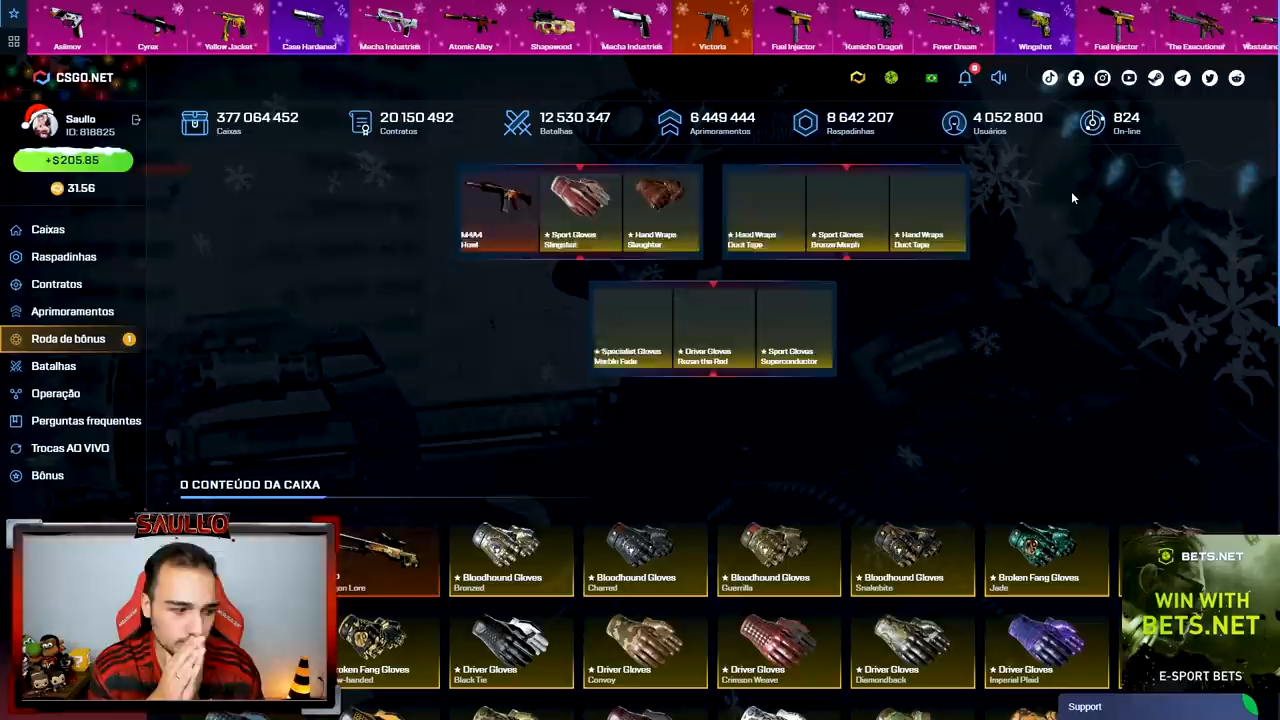 Asiimov
Cyrex
Yellow Jacket
Case Hardened
Mecha Industries
Atomic Alloy
Shapewood
Mecha Industries
Victoria
Fuel Injector
Kumicho Dragon
Fever Dream
Wingshot
Fuel Injector
The Executioner
CSGO.NET
Saullo
ID: 818825
+$205.85
31.56
377 064 452
Caixas
20 150 492
Contratos
12 530 347
Batalhas
6 449 444
Aprimoramentos
8 642 207
Raspadinhas
4 052 800
Usuários
824
On-line
Caixas
Raspadinhas
Contratos
Aprimoramentos
Roda de bônus 1
Batalhas
Operação
Perguntas frequentes
Trocas AO VIVO
Bônus
M4A4
Howl
★ Sport Gloves
Slingshot
★ Hand Wraps
Slaughter
★ Hand Wraps
Duct Tape
★ Sport Gloves
Bronze Morph
★ Hand Wraps
Duct Tape
★ Specialist Gloves
Marble Fade
★ Driver Gloves
Rezan the Red
★ Sport Gloves
Superconductor
O CONTEÚDO DA CAIXA
on Lore
★ Bloodhound Gloves
Bronzed
★ Bloodhound Gloves
Charred
★ Bloodhound Gloves
Guerrilla
★ Bloodhound Gloves
Snakebite
★ Broken Fang Gloves
Jade
roken Fang Gloves
w-banded
★ Driver Gloves
Black Tie
★ Driver Gloves
Convoy
★ Driver Gloves
Crimson Weave
★ Driver Gloves
Diamondback
★ Driver Gloves
Imperial Plaid
SAULLO
BETS.NET
WIN WITH
BETS.NET
E-SPORT BETS
Support